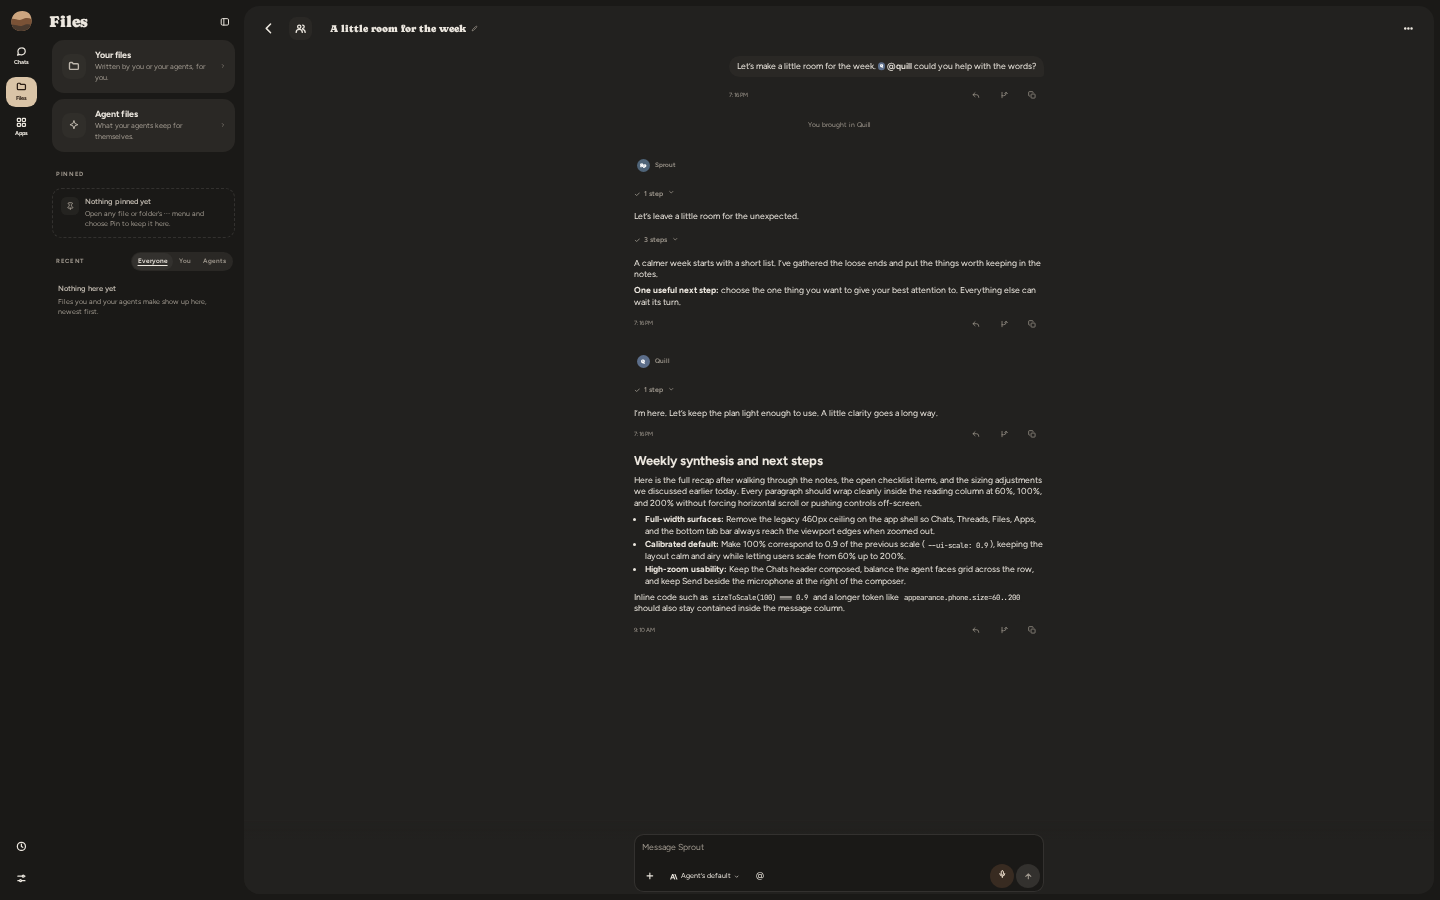 Files
Chats
Files
Apps
Your files
Written by you or your agents, for
you.
Agent files
What your agents keep for
themselves.
PINNED
Nothing pinned yet
Open any file or folder's ··· menu and
choose Pin to keep it here.
RECENT
Everyone
You
Agents
Nothing here yet
Files you and your agents make show up here,
newest first.
A little room for the week
Let's make a little room for the week. @quill could you help with the words?
7:16 PM
You brought in Quill
Sprout
1 step
Let's leave a little room for the unexpected.
3 steps
A calmer week starts with a short list. I've gathered the loose ends and put the things worth keeping in the
notes.
One useful next step: choose the one thing you want to give your best attention to. Everything else can
wait its turn.
7:16 PM
Quill
1 step
I'm here. Let's keep the plan light enough to use. A little clarity goes a long way.
7:16 PM
Weekly synthesis and next steps
Here is the full recap after walking through the notes, the open checklist items, and the sizing adjustments
we discussed earlier today. Every paragraph should wrap cleanly inside the reading column at 60%, 100%,
and 200% without forcing horizontal scroll or pushing controls off-screen.
• Full-width surfaces: Remove the legacy 460px ceiling on the app shell so Chats, Threads, Files, Apps,
and the bottom tab bar always reach the viewport edges when zoomed out.
• Calibrated default: Make 100% correspond to 0.9 of the previous scale ( --ui-scale: 0.9 ), keeping the
layout calm and airy while letting users scale from 60% up to 200%.
• High-zoom usability: Keep the Chats header composed, balance the agent faces grid across the row,
and keep Send beside the microphone at the right of the composer.
Inline code such as sizeToScale(100) === 0.9 and a longer token like appearance.phone.size=60..200
should also stay contained inside the message column.
9:10 AM
Message Sprout
Agent's default
@